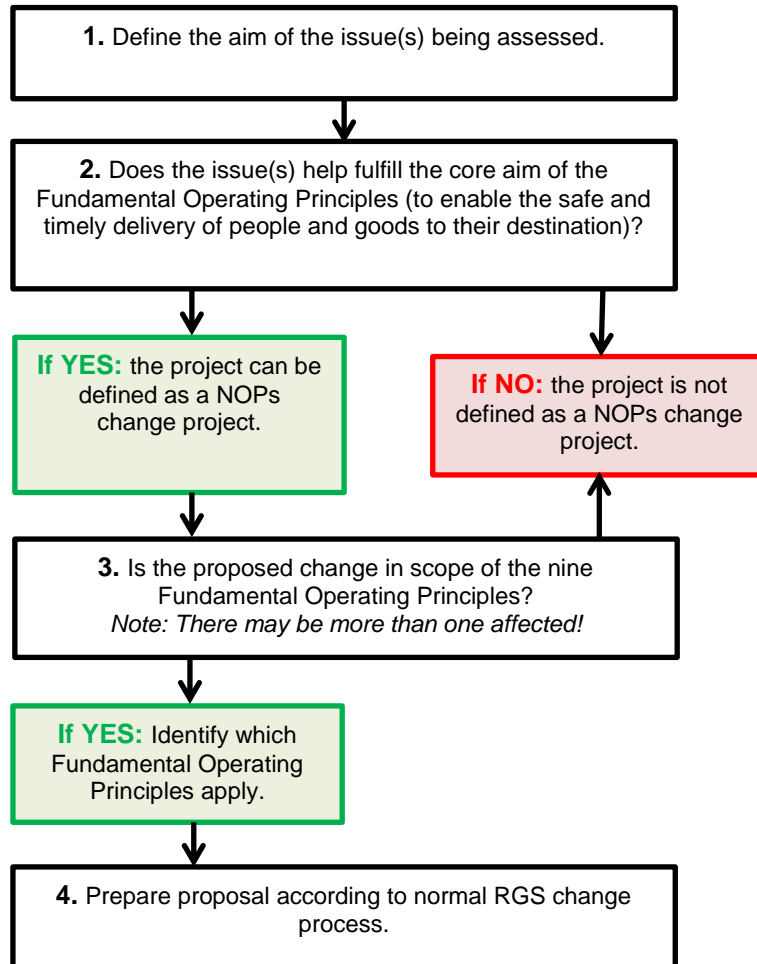 1. Define the aim of the issue(s) being assessed.
2. Does the issue(s) help fulfill the core aim of the
Fundamental Operating Principles (to enable the safe and
timely delivery of people and goods to their destination)?
If YES: the project can be
defined as a NOPs
change project.
If NO: the project is not
defined as a NOPs change
project.
3. Is the proposed change in scope of the nine
Fundamental Operating Principles?
Note: There may be more than one affected!
If YES: Identify which
Fundamental Operating
Principles apply.
4. Prepare proposal according to normal RGS change
process.